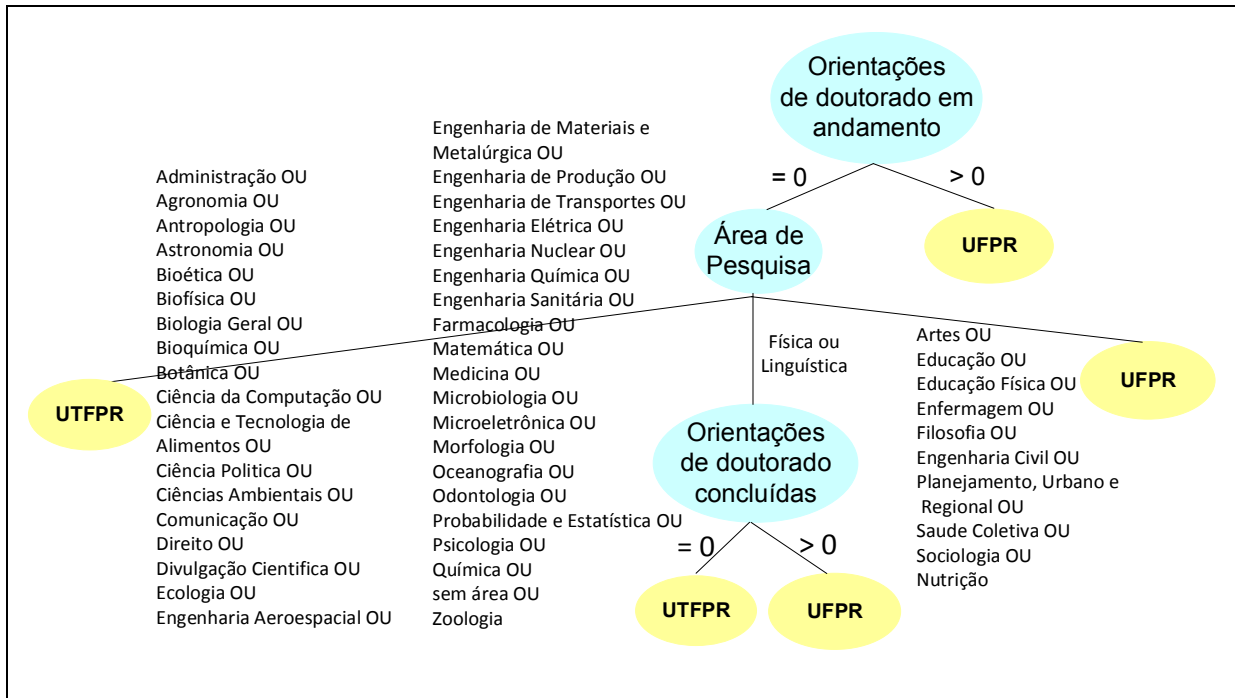 Orientações
de doutorado em
andamento
= 0
> 0
Área de
Pesquisa
UFPR
Administração OU
Agronomia OU
Antropologia OU
Astronomia OU
Bioética OU
Biofísica OU
Biologia Geral OU
Bioquímica OU
Botânica OU
Ciência da Computação OU
Ciência e Tecnologia de
Alimentos OU
Ciência Politica OU
Ciências Ambientais OU
Comunicação OU
Direito OU
Divulgação Cientifica OU
Ecologia OU
Engenharia Aeroespacial OU
Engenharia de Materiais e
Metalúrgica OU
Engenharia de Produção OU
Engenharia de Transportes OU
Engenharia Elétrica OU
Engenharia Nuclear OU
Engenharia Química OU
Engenharia Sanitária OU
Farmacologia OU
Matemática OU
Medicina OU
Microbiologia OU
Microeletrônica OU
Morfologia OU
Oceanografia OU
Odontologia OU
Probabilidade e Estatística OU
Psicologia OU
Química OU
sem área OU
Zoologia
UTFPR
Física ou
Linguística
Orientações
de doutorado
concluídas
= 0
> 0
UTFPR
UFPR
Artes OU
Educação OU
Educação Física OU
Enfermagem OU
Filosofia OU
Engenharia Civil OU
Planejamento, Urbano e
Regional OU
Saude Coletiva OU
Sociologia OU
Nutrição
UFPR